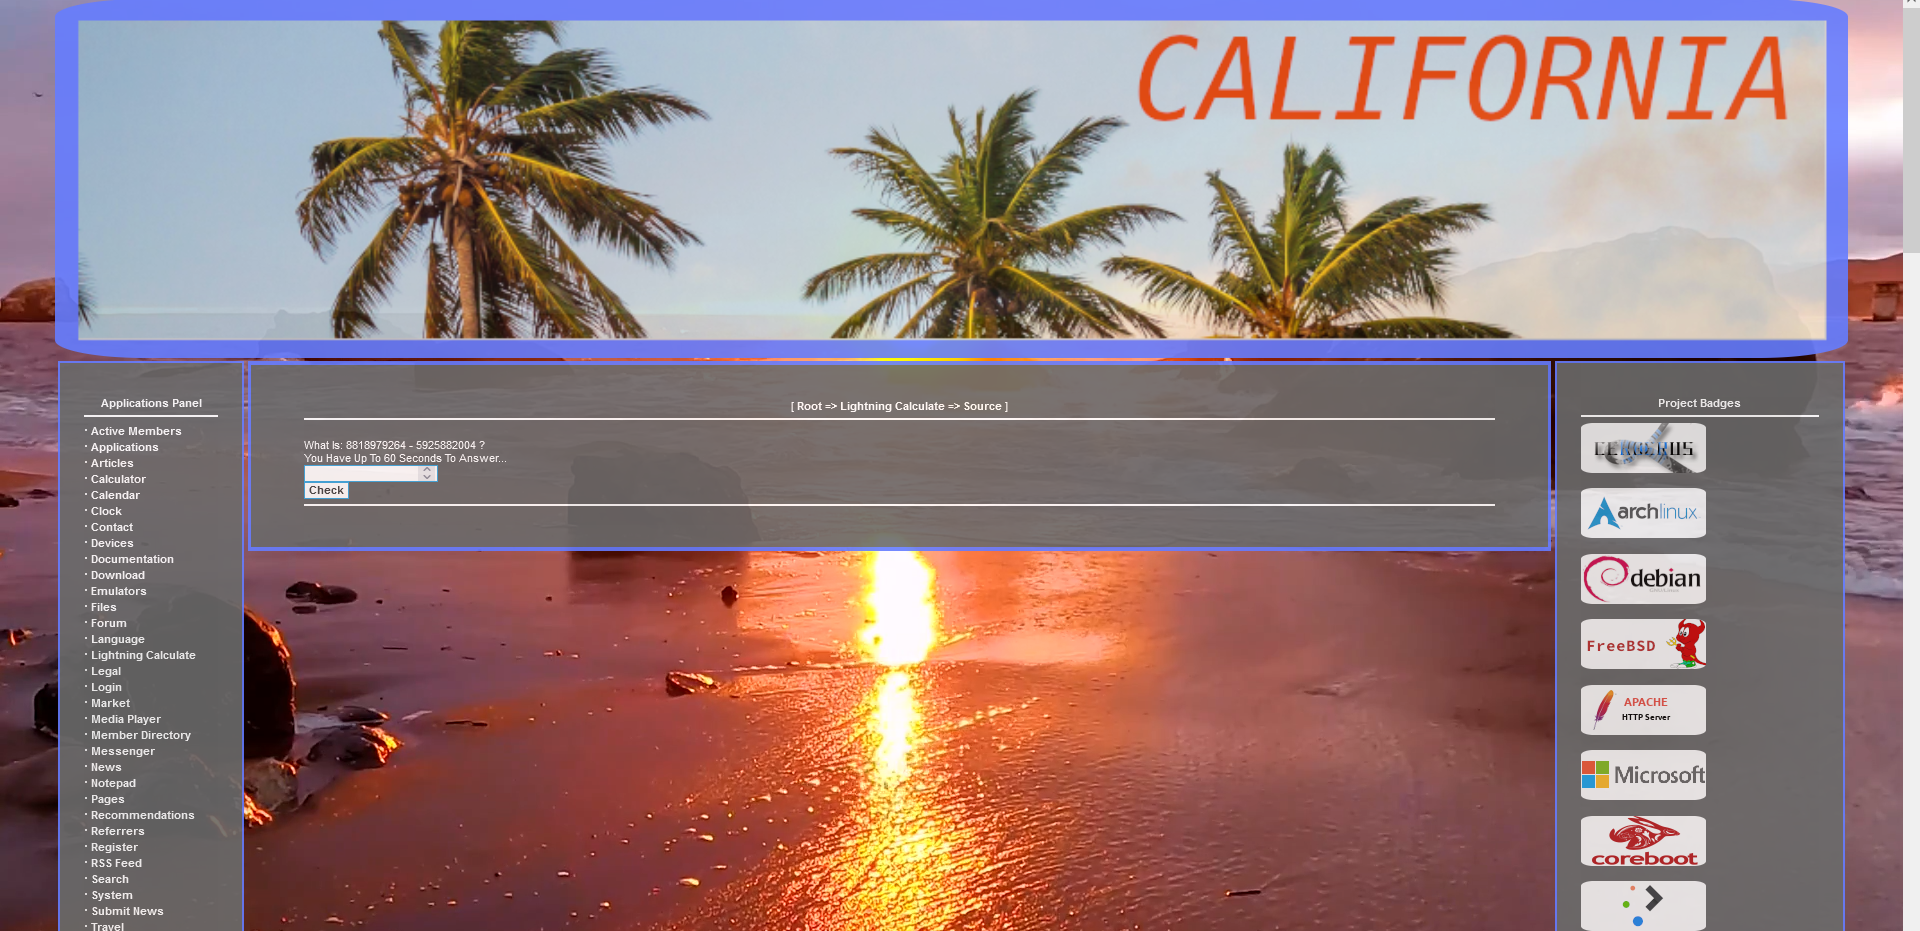 CALIFORNIA
Applications Panel
· Active Members
· Applications
· Articles
· Calculator
· Calendar
· Clock
· Contact
· Devices
· Documentation
· Download
· Emulators
· Files
· Forum
· Language
· Lightning Calculate
· Legal
· Login
· Market
· Media Player
· Member Directory
· Messenger
· News
· Notepad
· Pages
· Recommendations
· Referrers
· Register
· RSS Feed
· Search
· System
· Submit News
· Travel
[ Root => Lightning Calculate => Source ]
What Is: 8818979264 - 5925882004 ?
You Have Up To 60 Seconds To Answer...
Check
Project Badges
archlinux
debian
FreeBSD
APACHE
HTTP Server
Microsoft
coreboot